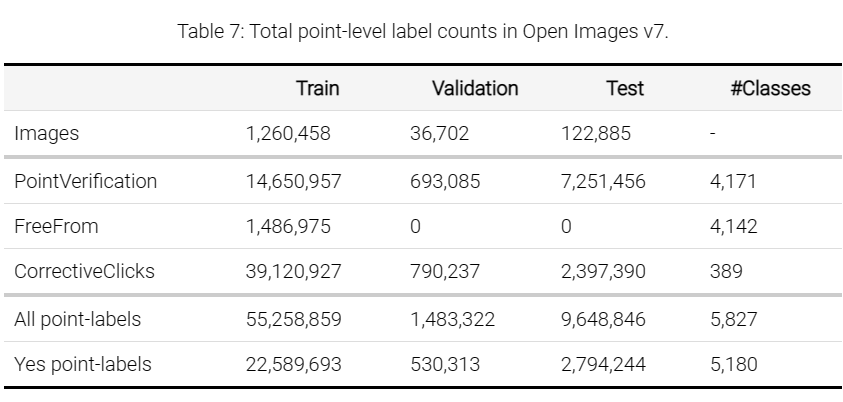 Table 7: Total point-level label counts in Open Images v7.
Train Validation Test #Classes
Images 1,260,458 36,702 122,885 -
PointVerification 14,650,957 693,085 7,251,456 4,171
FreeFrom 1,486,975 0 0 4,142
CorrectiveClicks 39,120,927 790,237 2,397,390 389
All point-labels 55,258,859 1,483,322 9,648,846 5,827
Yes point-labels 22,589,693 530,313 2,794,244 5,180